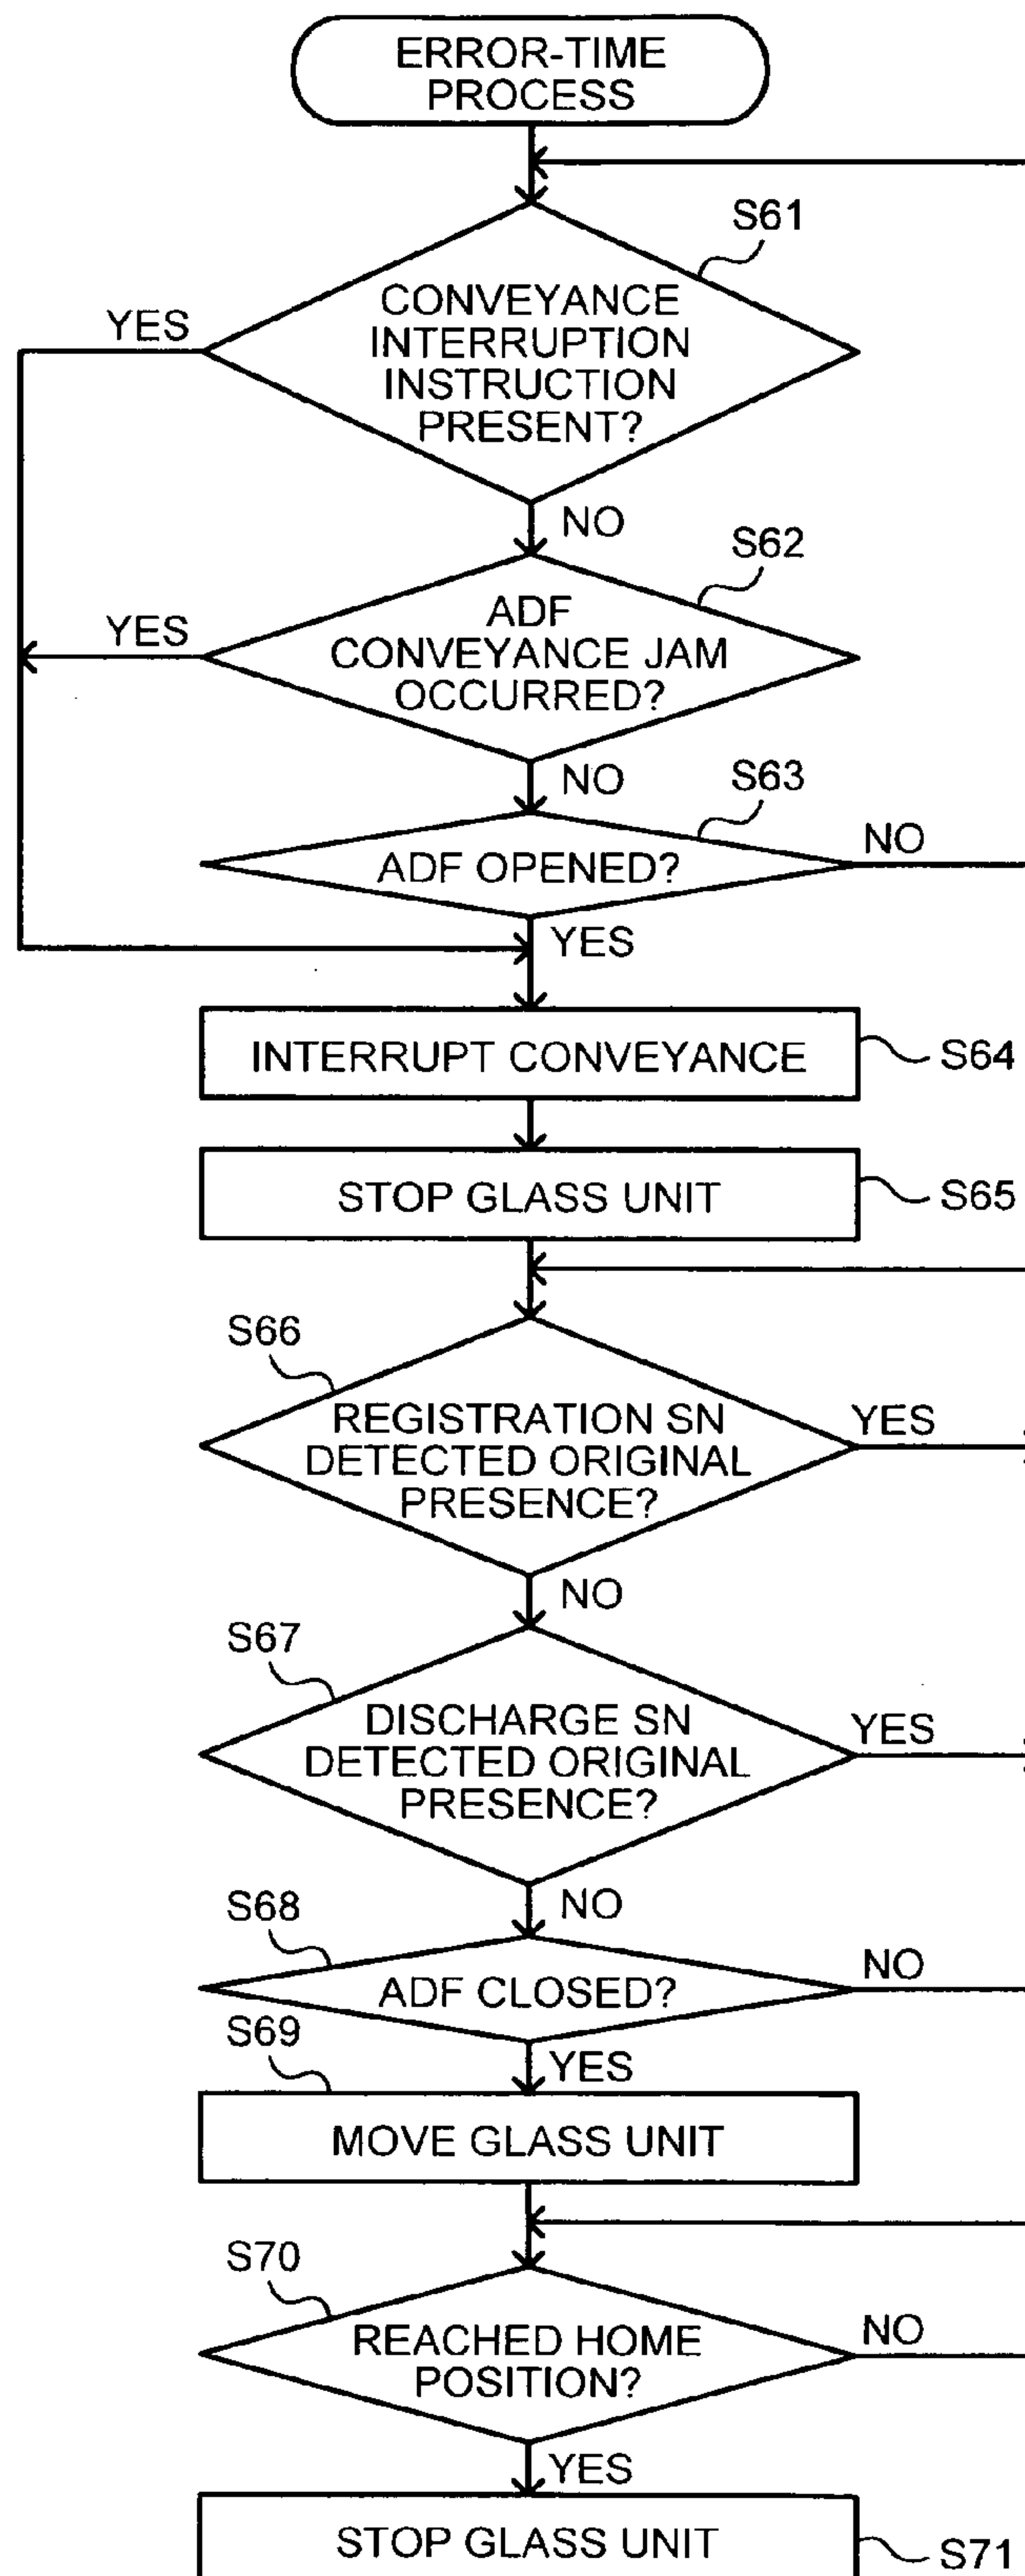 ERROR-TIME
PROCESS
S61
CONVEYANCE
INTERRUPTION
INSTRUCTION
PRESENT?
YES
NO
S62
ADF
CONVEYANCE JAM
OCCURRED?
YES
NO
S63
ADF OPENED?
NO
YES
INTERRUPT CONVEYANCE
S64
STOP GLASS UNIT
S65
S66
REGISTRATION SN
DETECTED ORIGINAL
PRESENCE?
YES
NO
S67
DISCHARGE SN
DETECTED ORIGINAL
PRESENCE?
YES
NO
S68
ADF CLOSED?
NO
S69
YES
MOVE GLASS UNIT
S70
REACHED HOME
POSITION?
NO
YES
STOP GLASS UNIT
S71